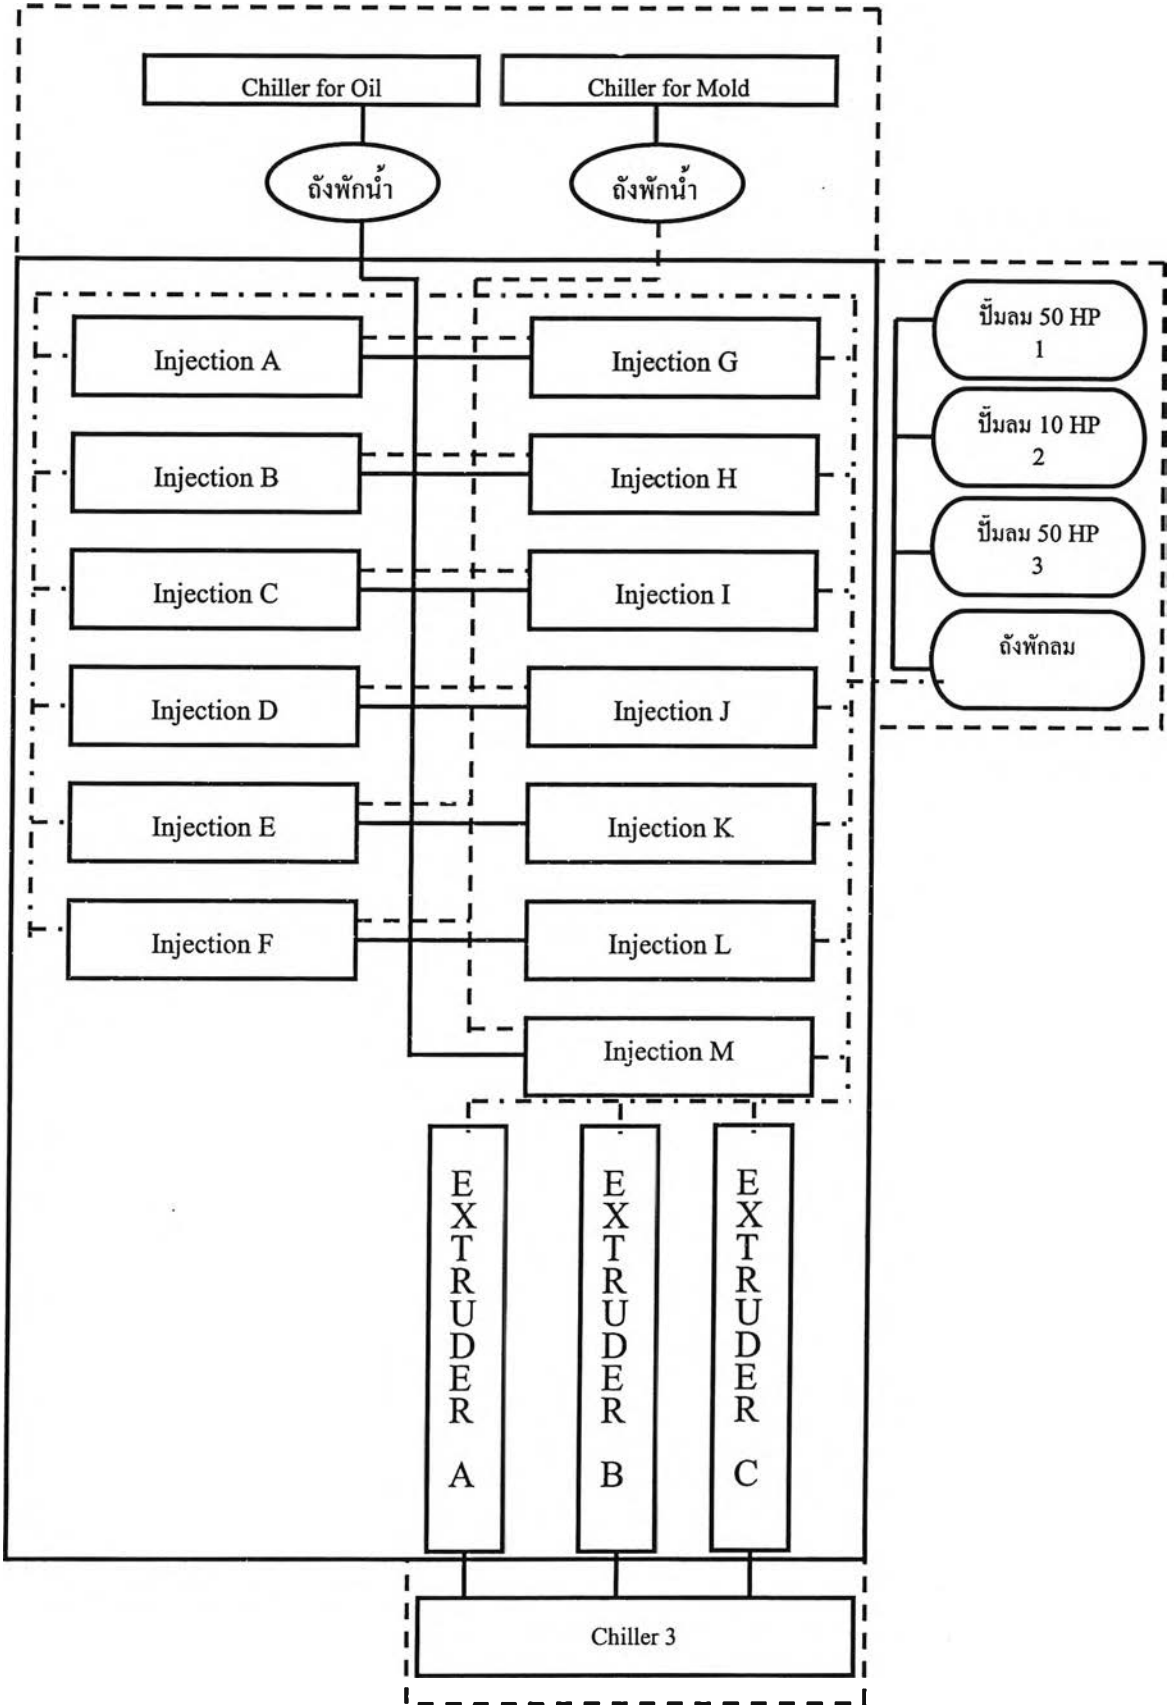 Chiller for Oil
Chiller for Mold
ถังพักน้ำ
ถังพักน้ำ
Injection A
Injection G
Injection B
Injection H
Injection C
Injection I
Injection D
Injection J
Injection E
Injection K
Injection F
Injection L
Injection M
ปั๊มลม 50 HP
1
ปั๊มลม 10 HP
2
ปั๊มลม 50 HP
3
ถังพักลม
EXTRUDER A
EXTRUDER B
EXTRUDER C
Chiller 3